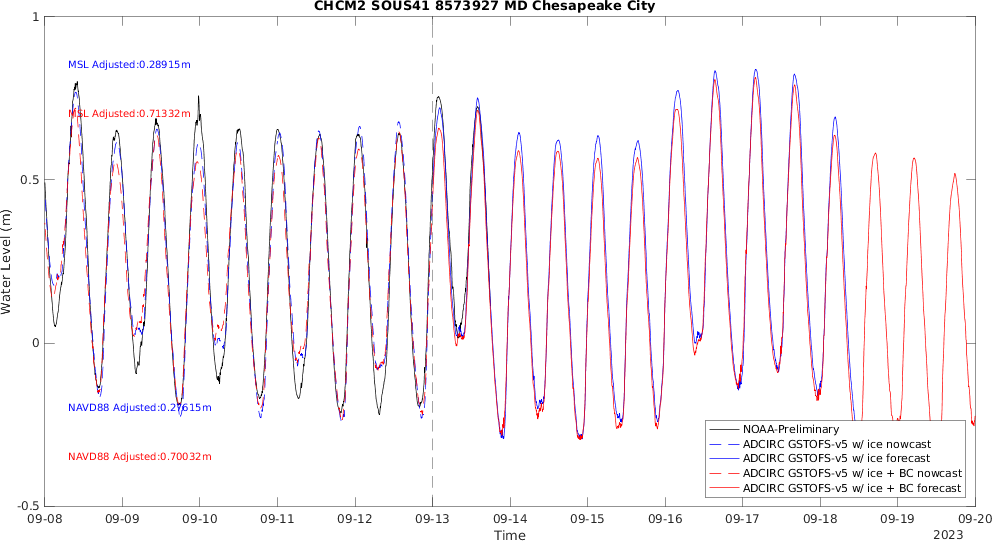 CHCM2 SOUS41 8573927 MD Chesapeake City
1
MSL Adjusted:0.28915m
MSL Adjusted:0.71332m
0.5
Water Level (m)
0
NAVD88 Adjusted:0.27615m
NAVD88 Adjusted:0.70032m
-0.5
NOAA-Preliminary
ADCIRC GSTOFS-v5 w/ ice nowcast
ADCIRC GSTOFS-v5 w/ ice forecast
ADCIRC GSTOFS-v5 w/ ice + BC nowcast
ADCIRC GSTOFS-v5 w/ ice + BC forecast
09-08 09-09 09-10 09-11 09-12 09-13 09-14 09-15 09-16 09-17 09-18 09-19 09-20
Time
2023